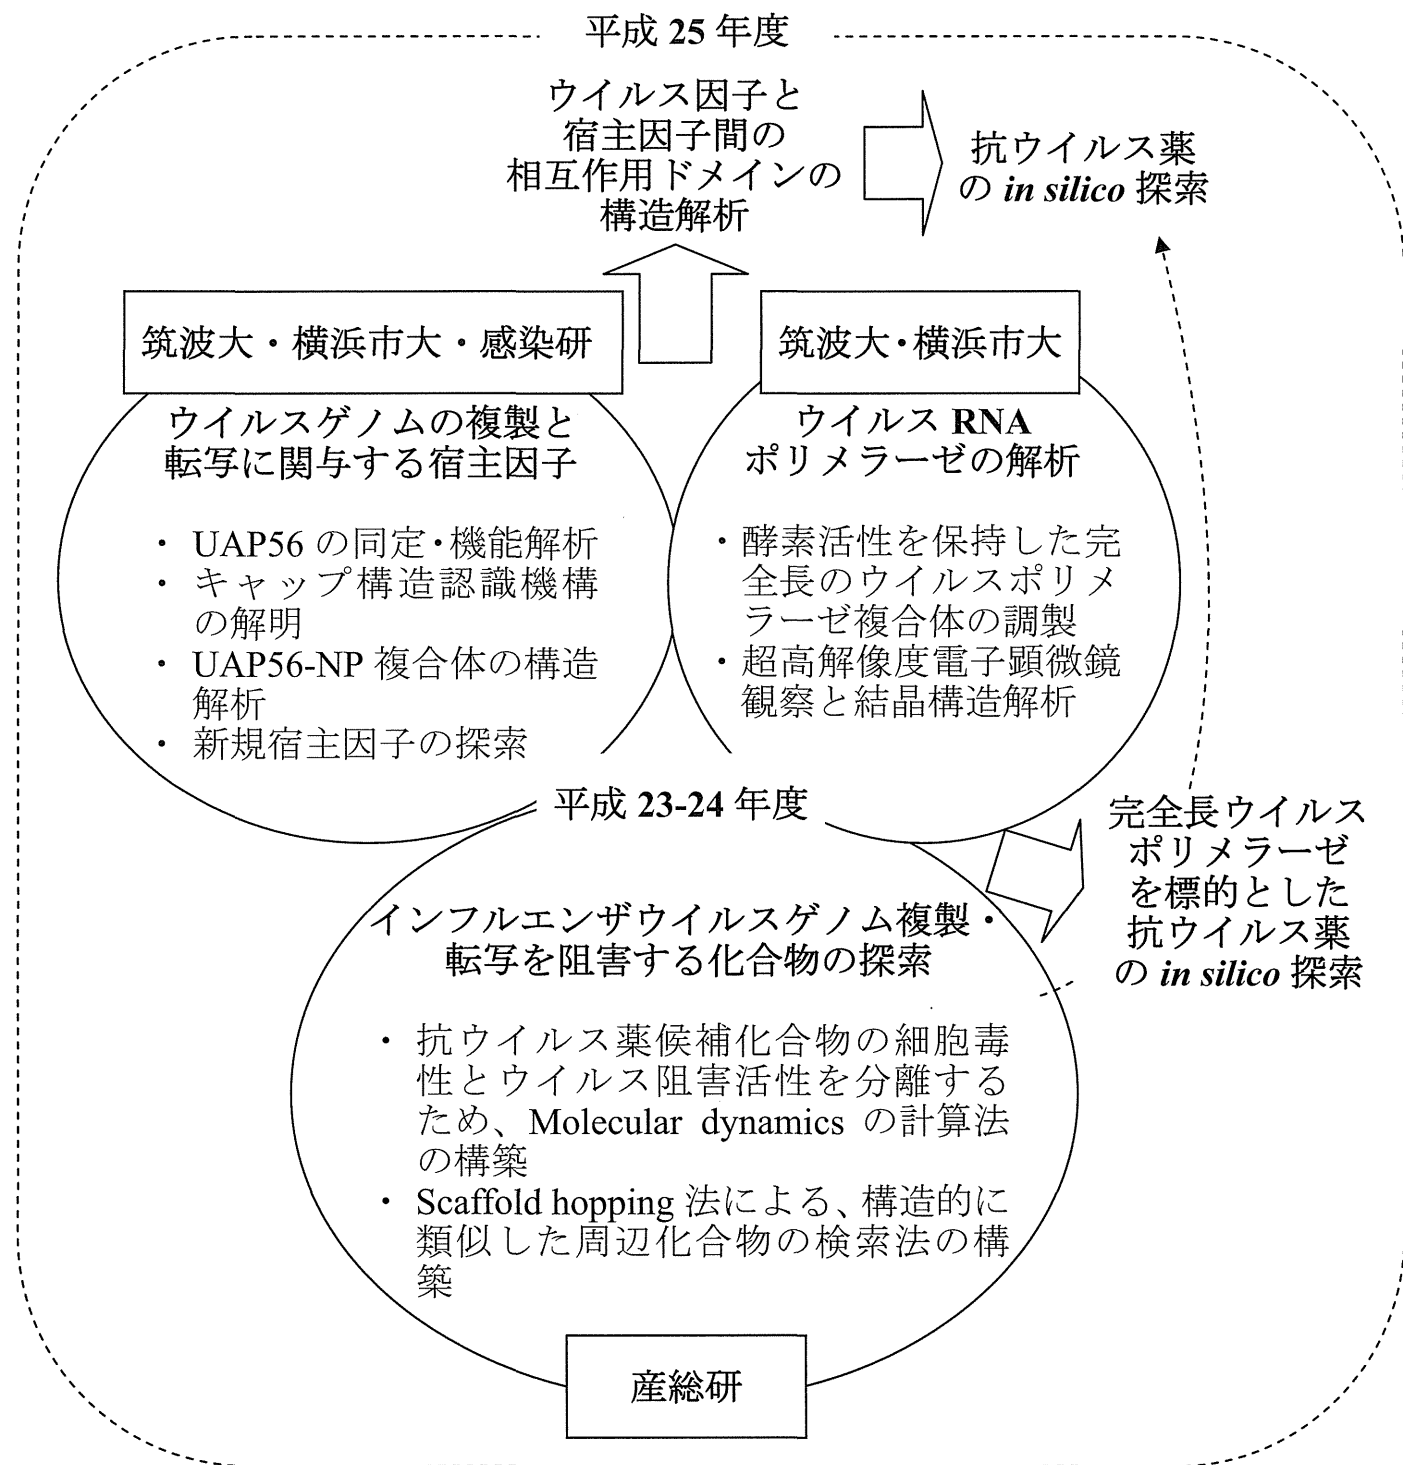 平成 25 年度
ウイルス因子と
宿主因子間の
相互作用ドメインの
構造解析
抗ウイルス薬
の in silico 探索
筑波大・横浜市大・感染研
ウイルスゲノムの複製と
転写に関与する宿主因子
・ UAP56 の同定・機能解析
・ キャップ構造認識機構
の解明
・ UAP56-NP 複合体の構造
解析
・ 新規宿主因子の探索
筑波大・横浜市大
ウイルス RNA
ポリメラーゼの解析
・酵素活性を保持した完
全長のウイルスポリメ
ラーゼ複合体の調製
・超高解像度電子顕微鏡
観察と結晶構造解析
平成 23-24 年度
完全長ウイルス
ポリメラーゼ
を標的とした
抗ウイルス薬
の in silico 探索
インフルエンザウイルスゲノム複製・
転写を阻害する化合物の探索
・ 抗ウイルス薬候補化合物の細胞毒
性とウイルス阻害活性を分離する
ため、Molecular dynamics の計算法
の構築
・ Scaffold hopping 法による、構造的に
類似した周辺化合物の検索法の構
築
産総研